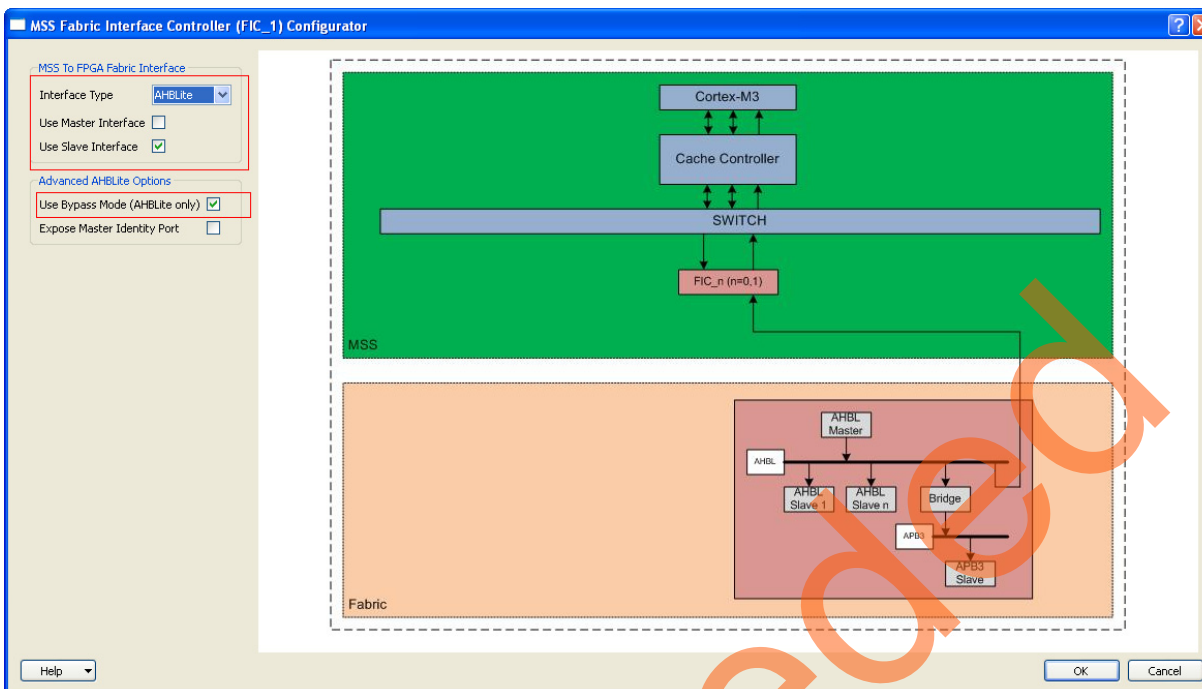 MSS Fabric Interface Controller (FIC_1) Configurator
MSS To FPGA Fabric Interface
Interface Type AHBLite
Use Master Interface
Use Slave Interface
Advanced AHBLite Options
Use Bypass Mode (AHBLite only)
Expose Master Identity Port
Cortex-M3
Cache Controller
SWITCH
FIC_n (n=0,1)
MSS
AHBL
Master
AHBL
AHBL
Slave 1
AHBL
Slave n
Bridge
APB3
APB3
Slave
Fabric
ded
Help
OK
Cancel